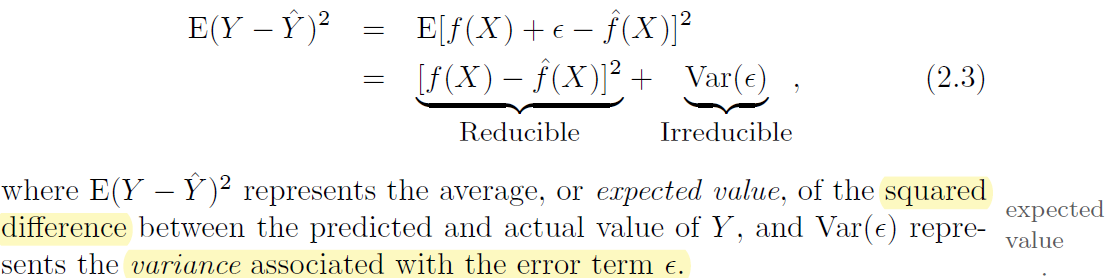 E(Y − Ŷ)² = E[f(X) + ϵ − f̂(X)]²
= [f(X) − f̂(X)]² + Var(ϵ) , (2.3)
Reducible Irreducible
where E(Y − Ŷ)² represents the average, or expected value, of the squared
difference between the predicted and actual value of Y, and Var(ϵ) repre-
sents the variance associated with the error term ϵ.
expected
value